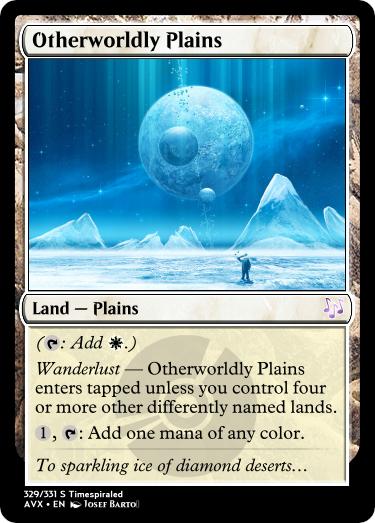 Otherworldly Plains
Land — Plains
(T: Add W.)
Wanderlust — Otherworldly Plains
enters tapped unless you control four
or more other differently named lands.
1, T: Add one mana of any color.
To sparkling ice of diamond deserts…
329/331 S Timespiraled
AVX • EN Josef Barto